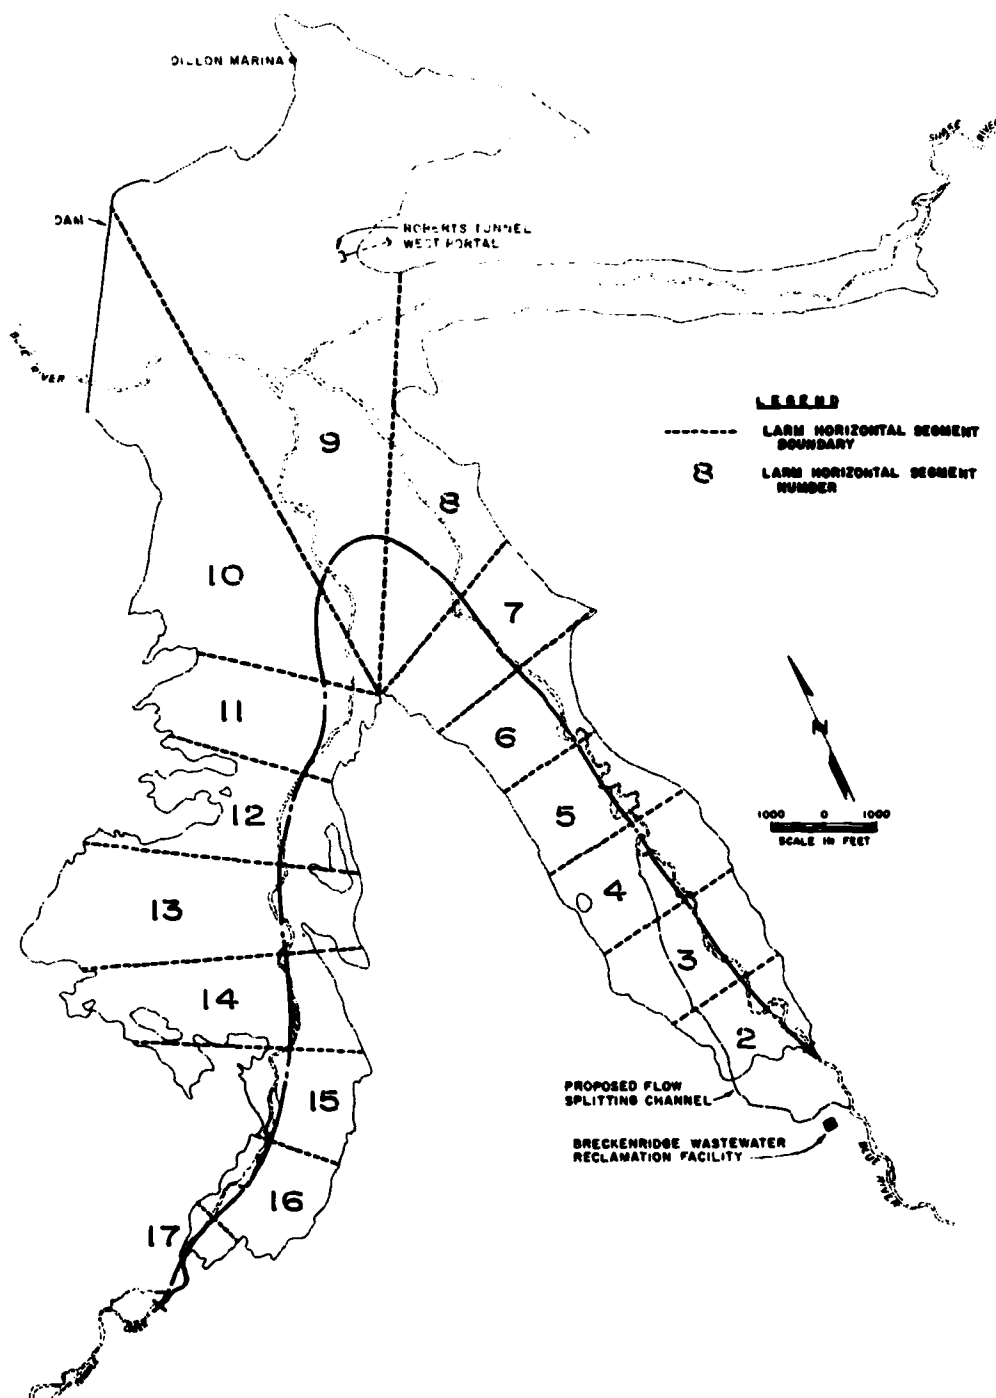 DILLON MARINA
SNAKE RIVER
DAM
ROBERTS TUNNEL
WEST PORTAL
BLUE RIVER
LEGEND
LARM HORIZONTAL SEGMENT
BOUNDARY
8
LARM HORIZONTAL SEGMENT
NUMBER
9
8
10
7
11
6
N
12
5
1000 0 1000
SCALE IN FEET
4
13
3
14
2
15
PROPOSED FLOW
SPLITTING CHANNEL
BRECKENRIDGE WASTEWATER
RECLAMATION FACILITY
BLUE RIVER
16
17